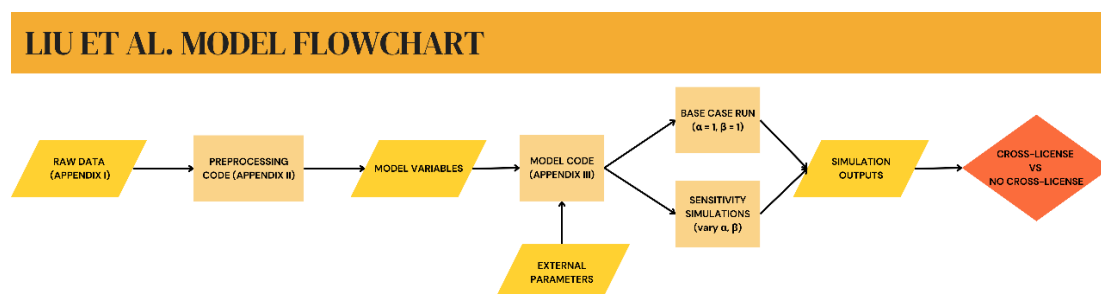 LIU ET AL. MODEL FLOWCHART
RAW DATA
(APPENDIX I)
PREPROCESSING
CODE (APPENDIX II)
MODEL VARIABLES
MODEL CODE
(APPENDIX III)
EXTERNAL
PARAMETERS
BASE CASE RUN
(α = 1, β = 1)
SENSITIVITY
SIMULATIONS
(vary α, β)
SIMULATION
OUTPUTS
CROSS-LICENSE
VS
NO CROSS-LICENSE